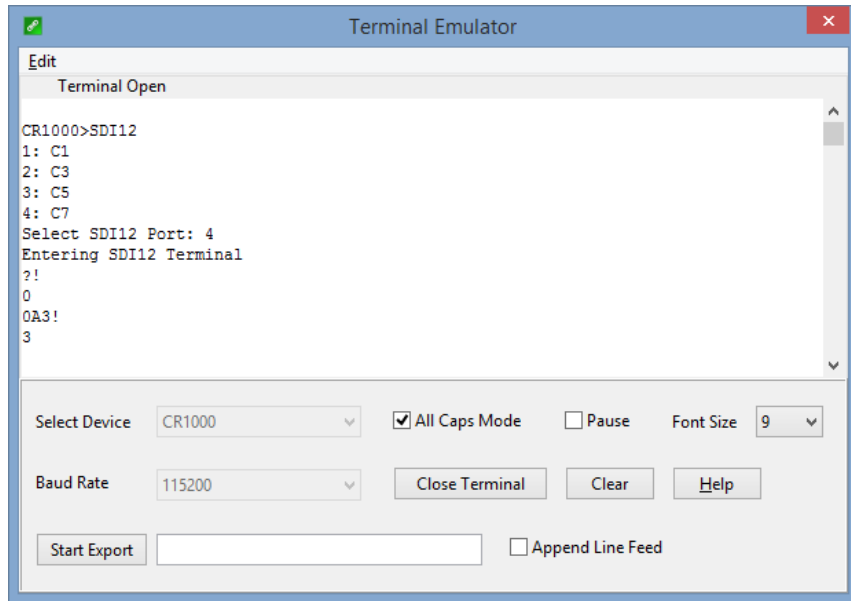 Terminal Emulator
Edit
Terminal Open
CR1000>SDI12
1: C1
2: C3
3: C5
4: C7
Select SDI12 Port: 4
Entering SDI12 Terminal
?!
0
0A3!
3
Select Device CR1000 All Caps Mode Pause Font Size 9
Baud Rate 115200 Close Terminal Clear Help
Start Export Append Line Feed